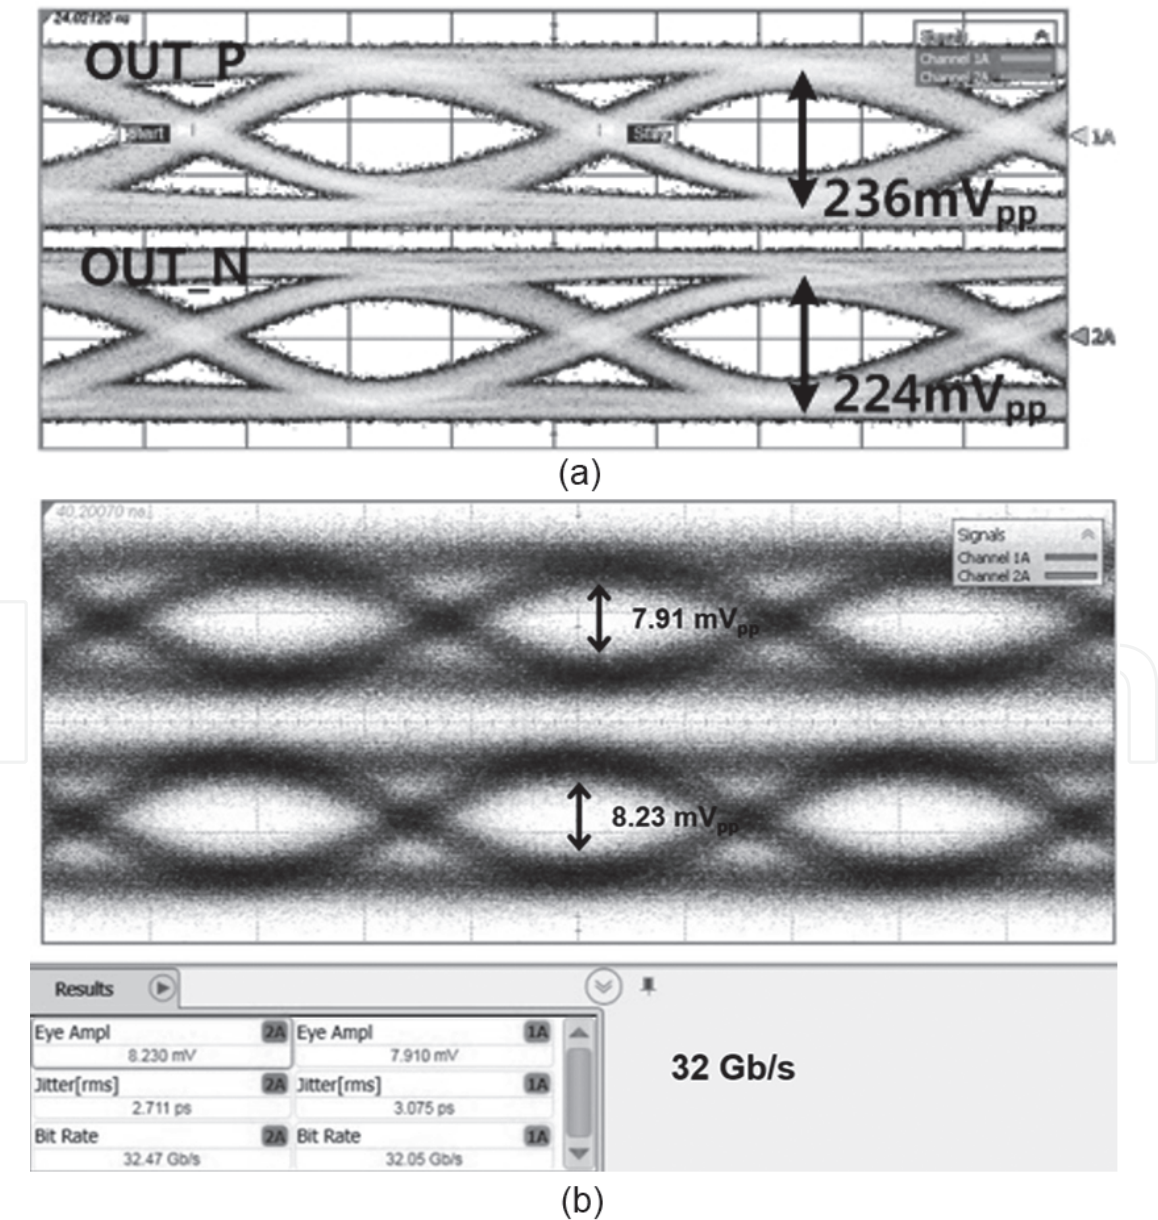 24.02120 ns
OUT_P
Signals
Channel 1A
Channel 2A
Start
Stop
1A
236mVpp
OUT_N
2A
224mVpp
(a)
40.20070 ns
Signals
Channel 1A
Channel 2A
7.91 mVpp
8.23 mVpp
Results
Eye Ampl 2A Eye Ampl 1A
8.230 mV 7.910 mV
Jitter[rms] 2A Jitter[rms] 1A
2.711 ps 3.075 ps
Bit Rate 2A Bit Rate 1A
32.47 Gb/s 32.05 Gb/s
32 Gb/s
(b)